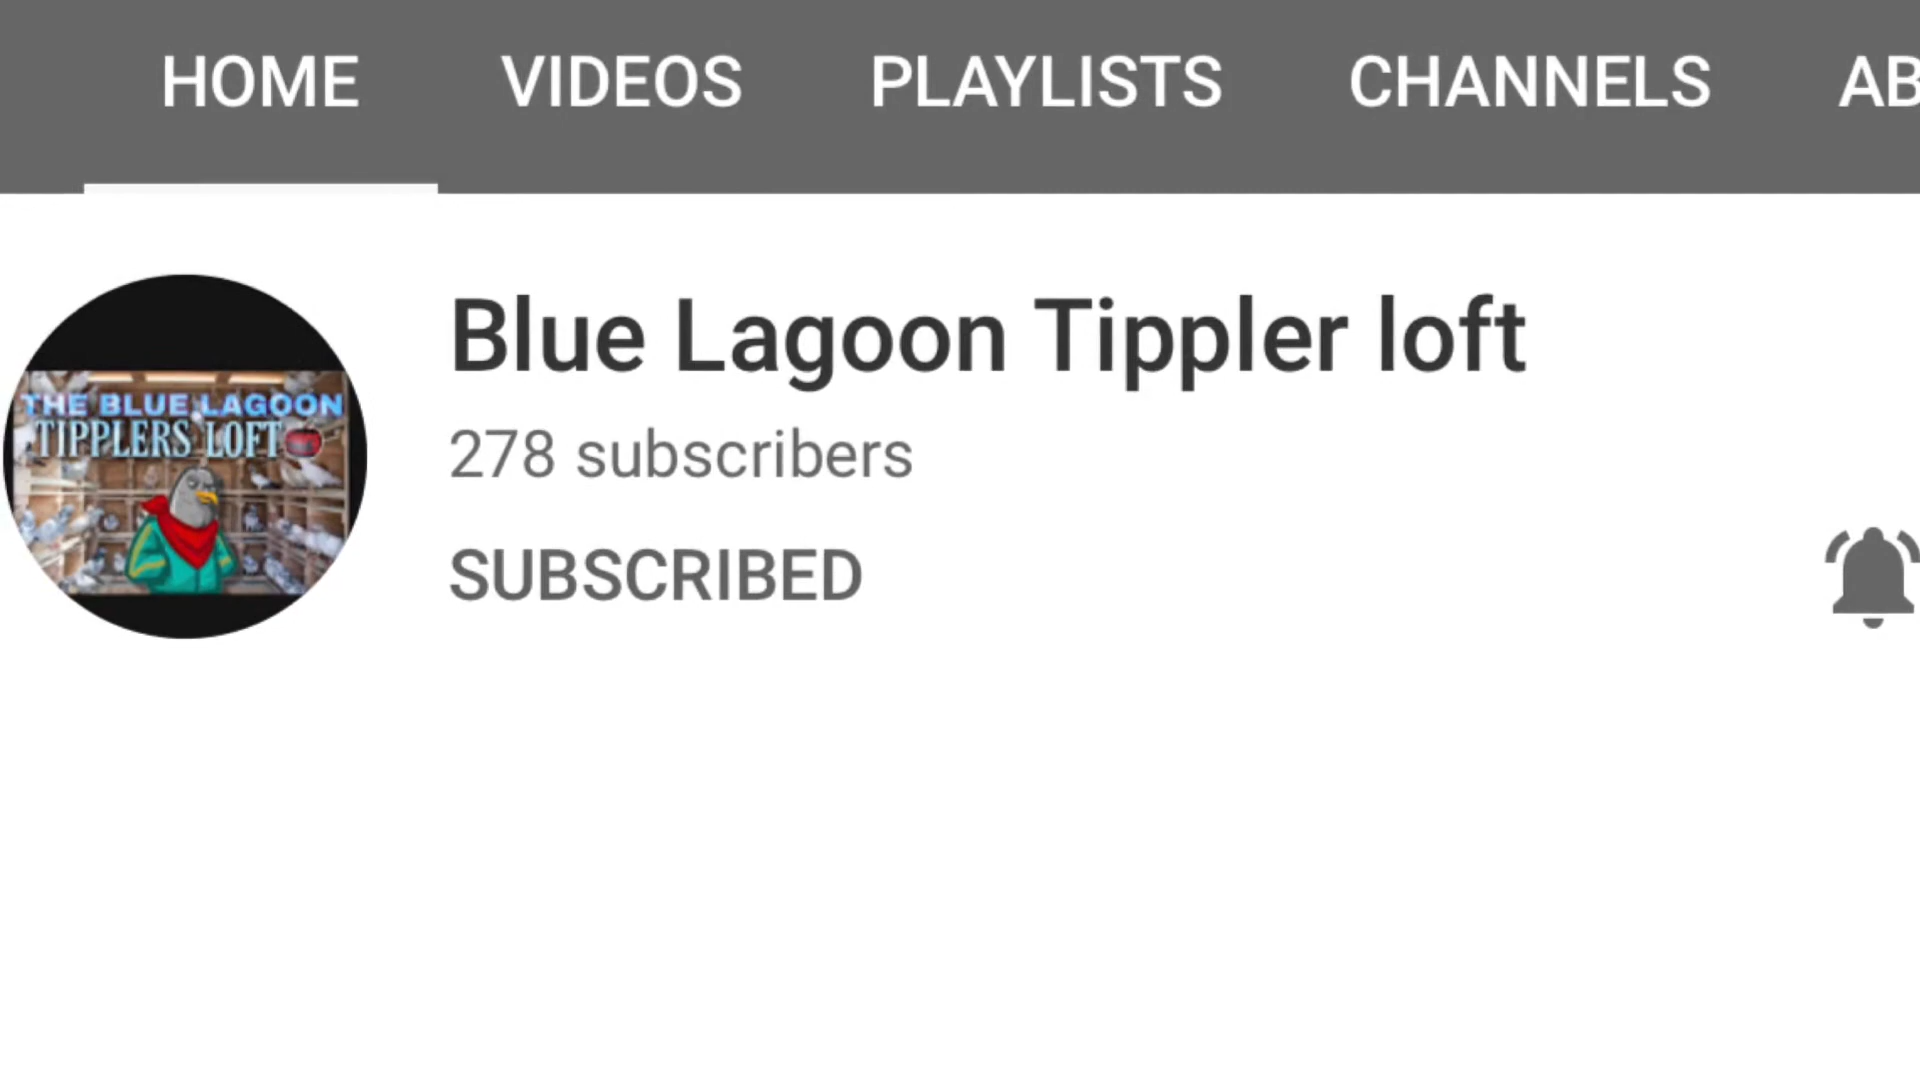 HOME VIDEOS PLAYLISTS CHANNELS AB
Blue Lagoon Tippler loft
278 subscribers
SUBSCRIBED
THE BLUE LAGOON
TIPPLERS LOFT